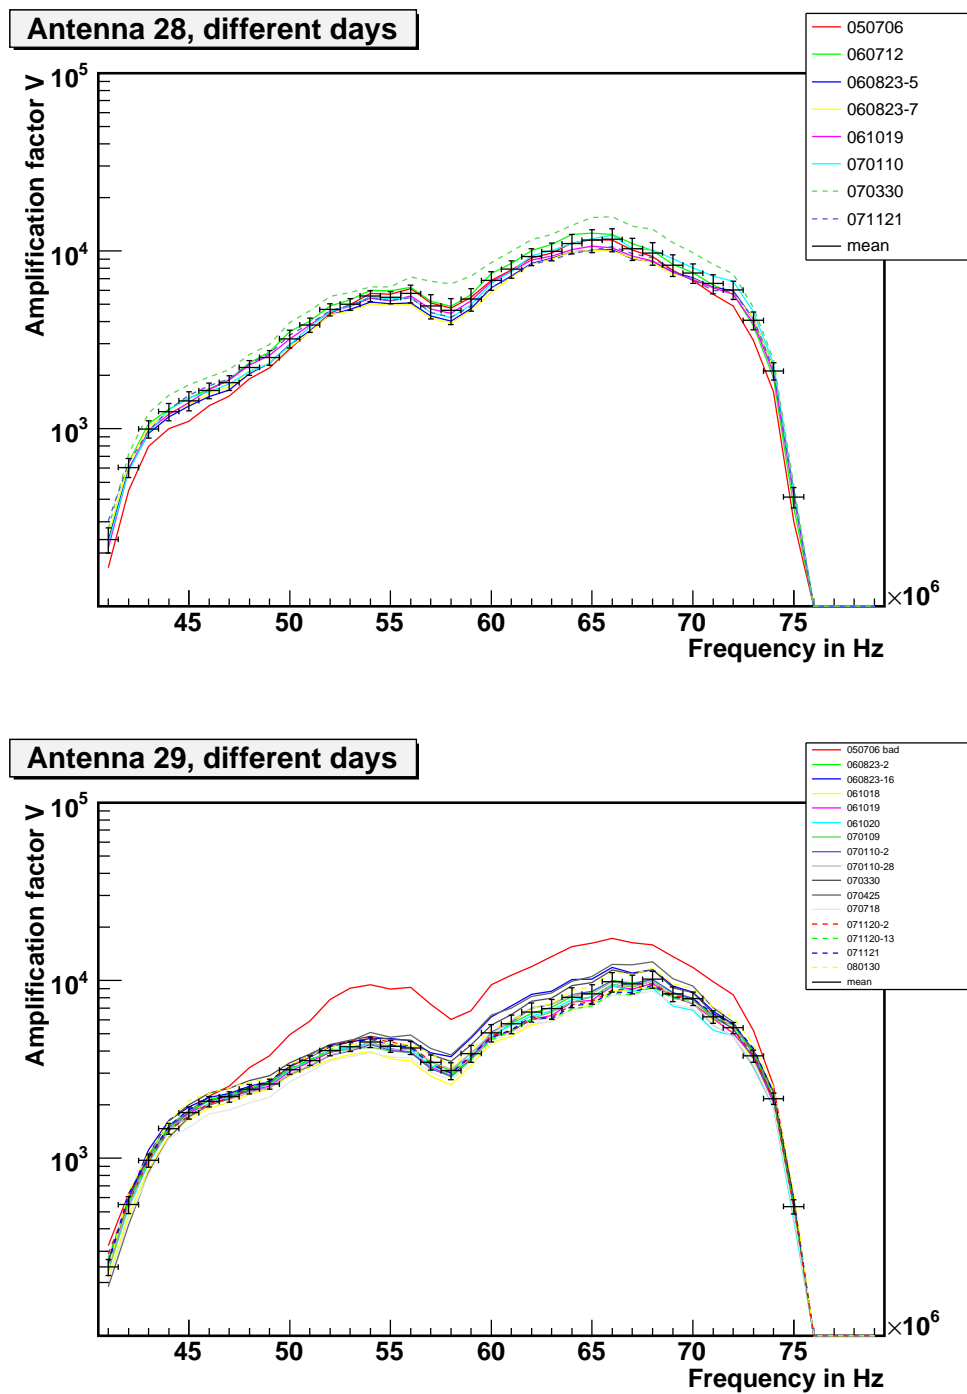 Antenna 28, different days
Amplification factor V
10^5
10^4
10^3
45 50 55 60 65 70 75
×10^6
Frequency in Hz
050706
060712
060823-5
060823-7
061019
070110
070330
071121
mean
Antenna 29, different days
Amplification factor V
10^5
10^4
10^3
45 50 55 60 65 70 75
×10^6
Frequency in Hz
050706 bad
060823-2
060823-16
061018
061019
061020
070109
070110-2
070110-28
070330
070425
070718
071120-2
071120-13
071121
080130
mean